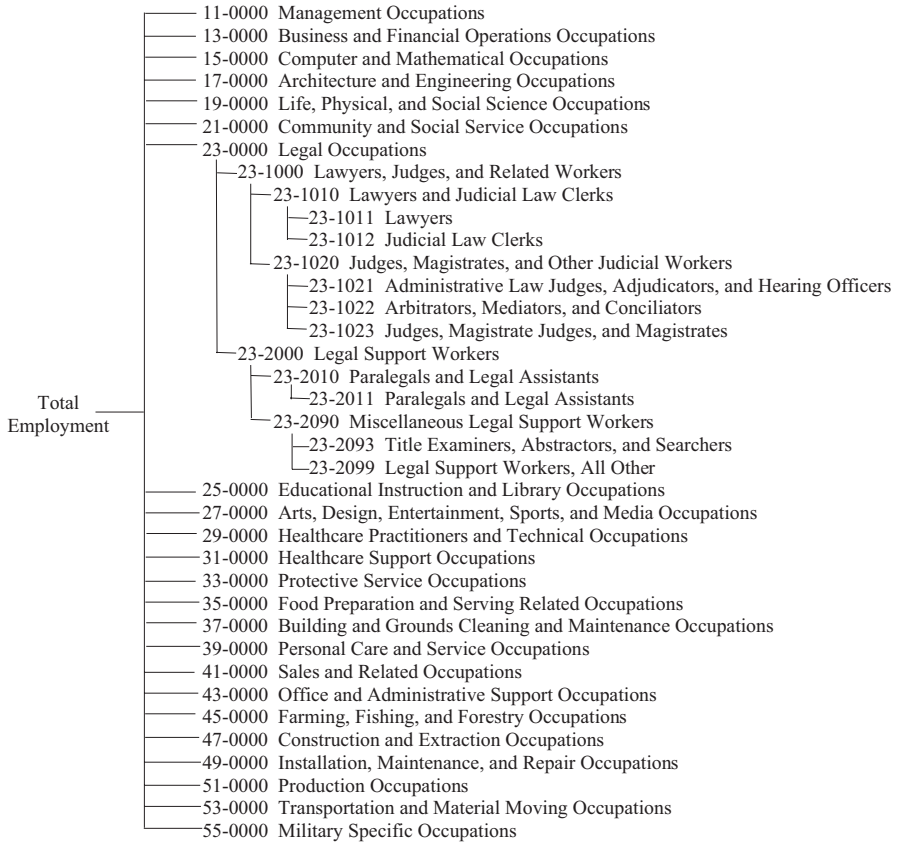 11-0000 Management Occupations
13-0000 Business and Financial Operations Occupations
15-0000 Computer and Mathematical Occupations
17-0000 Architecture and Engineering Occupations
19-0000 Life, Physical, and Social Science Occupations
21-0000 Community and Social Service Occupations
23-0000 Legal Occupations
23-1000 Lawyers, Judges, and Related Workers
23-1010 Lawyers and Judicial Law Clerks
23-1011 Lawyers
23-1012 Judicial Law Clerks
23-1020 Judges, Magistrates, and Other Judicial Workers
23-1021 Administrative Law Judges, Adjudicators, and Hearing Officers
23-1022 Arbitrators, Mediators, and Conciliators
23-1023 Judges, Magistrate Judges, and Magistrates
23-2000 Legal Support Workers
23-2010 Paralegals and Legal Assistants
23-2011 Paralegals and Legal Assistants
23-2090 Miscellaneous Legal Support Workers
23-2093 Title Examiners, Abstractors, and Searchers
23-2099 Legal Support Workers, All Other
Total
Employment
25-0000 Educational Instruction and Library Occupations
27-0000 Arts, Design, Entertainment, Sports, and Media Occupations
29-0000 Healthcare Practitioners and Technical Occupations
31-0000 Healthcare Support Occupations
33-0000 Protective Service Occupations
35-0000 Food Preparation and Serving Related Occupations
37-0000 Building and Grounds Cleaning and Maintenance Occupations
39-0000 Personal Care and Service Occupations
41-0000 Sales and Related Occupations
43-0000 Office and Administrative Support Occupations
45-0000 Farming, Fishing, and Forestry Occupations
47-0000 Construction and Extraction Occupations
49-0000 Installation, Maintenance, and Repair Occupations
51-0000 Production Occupations
53-0000 Transportation and Material Moving Occupations
55-0000 Military Specific Occupations